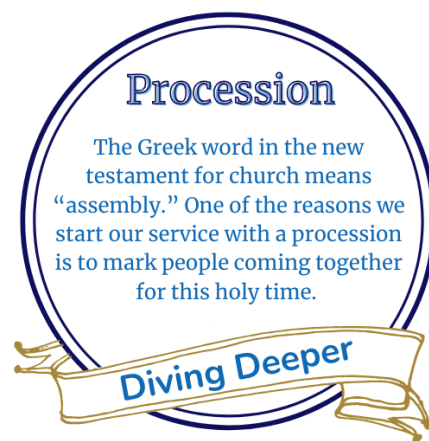 Procession
The Greek word in the new
testament for church means
“assembly.” One of the reasons we
start our service with a procession
is to mark people coming together
for this holy time.
Diving Deeper